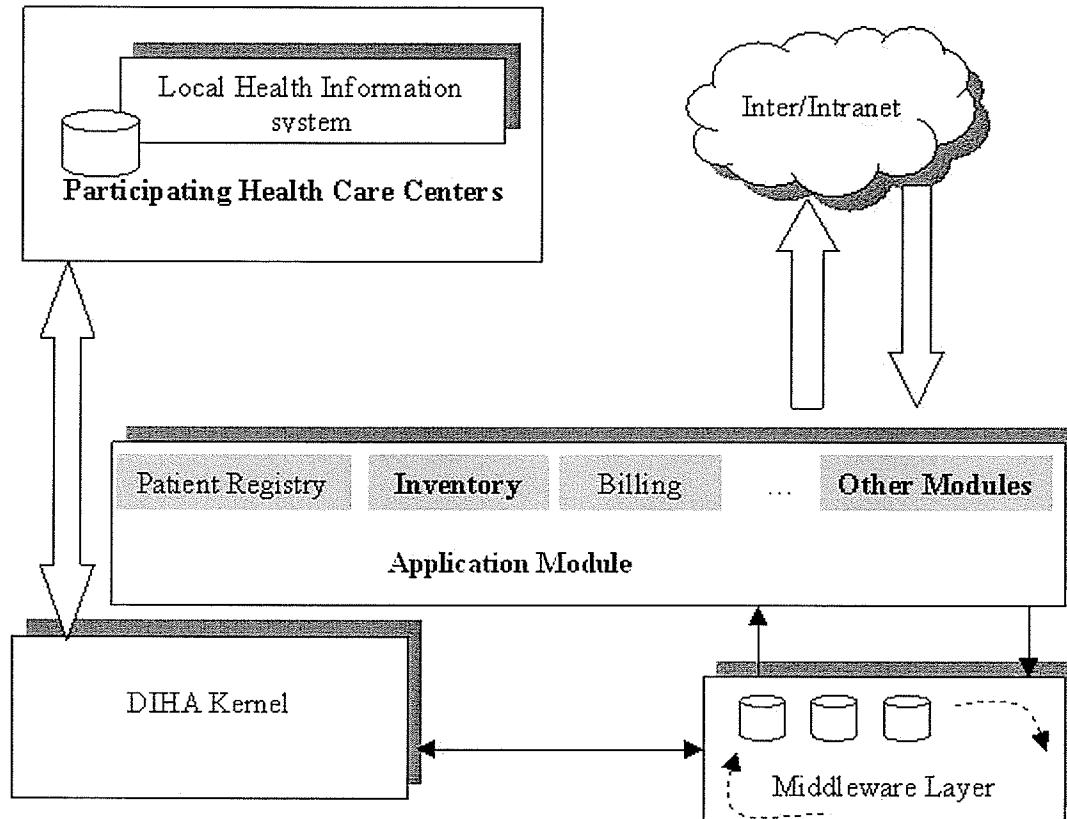 Local Health Information
system
Participating Health Care Centers
Inter/Intranet
Patient Registry
Inventory
Billing
...
Other Modules
Application Module
DIHA Kernel
Middleware Layer